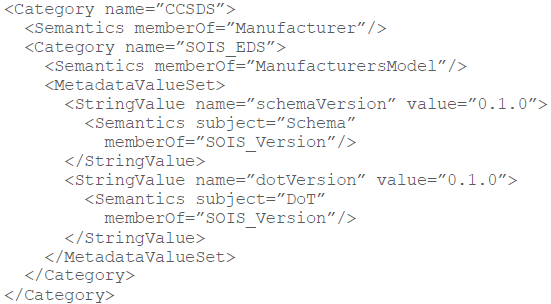 <Category name=”CCSDS”>
<Semantics memberOf=”Manufacturer”/>
<Category name=”SOIS_EDS”>
<Semantics memberOf=”ManufacturersModel”/>
<MetadataValueSet>
<StringValue name=”schemaVersion” value=”0.1.0”>
<Semantics subject=”Schema”
memberOf=”SOIS_Version”/>
</StringValue>
<StringValue name=”dotVersion” value=”0.1.0”>
<Semantics subject=”DoT”
memberOf=”SOIS_Version”/>
</StringValue>
</MetadataValueSet>
</Category>
</Category>